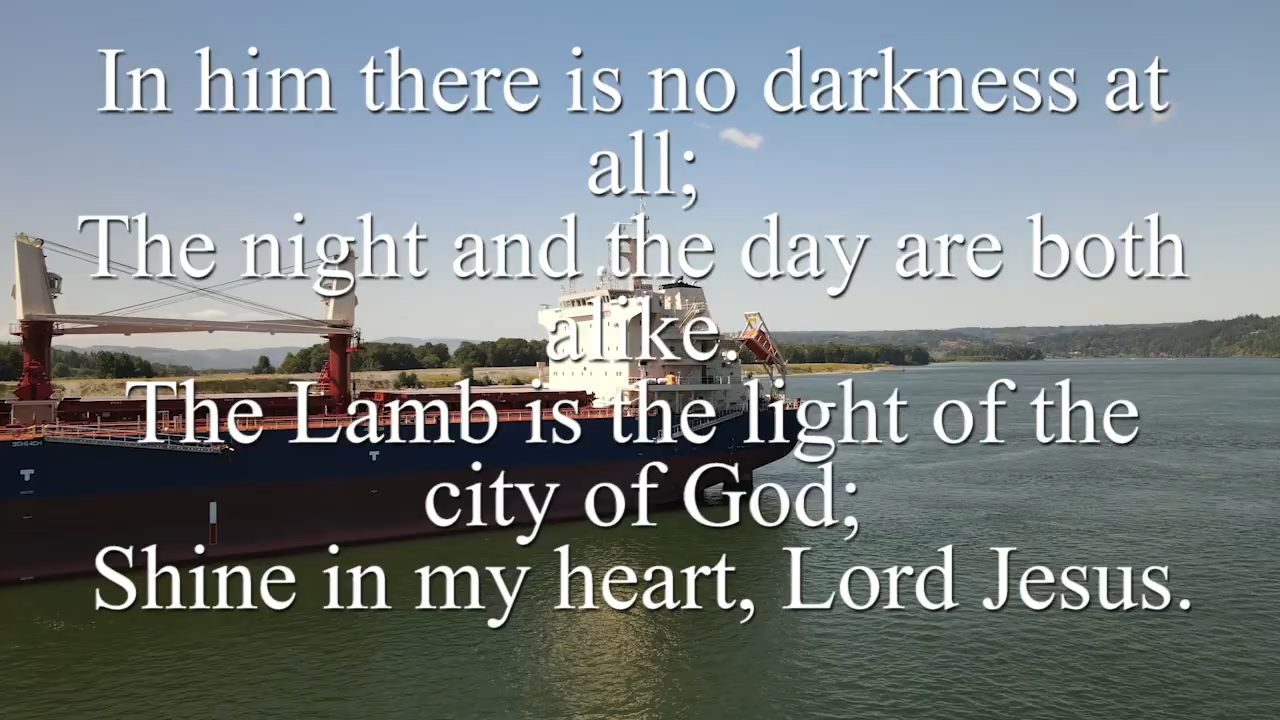 In him there is no darkness at
all;
The night and the day are both
alike.
The Lamb is the light of the
city of God;
Shine in my heart, Lord Jesus.